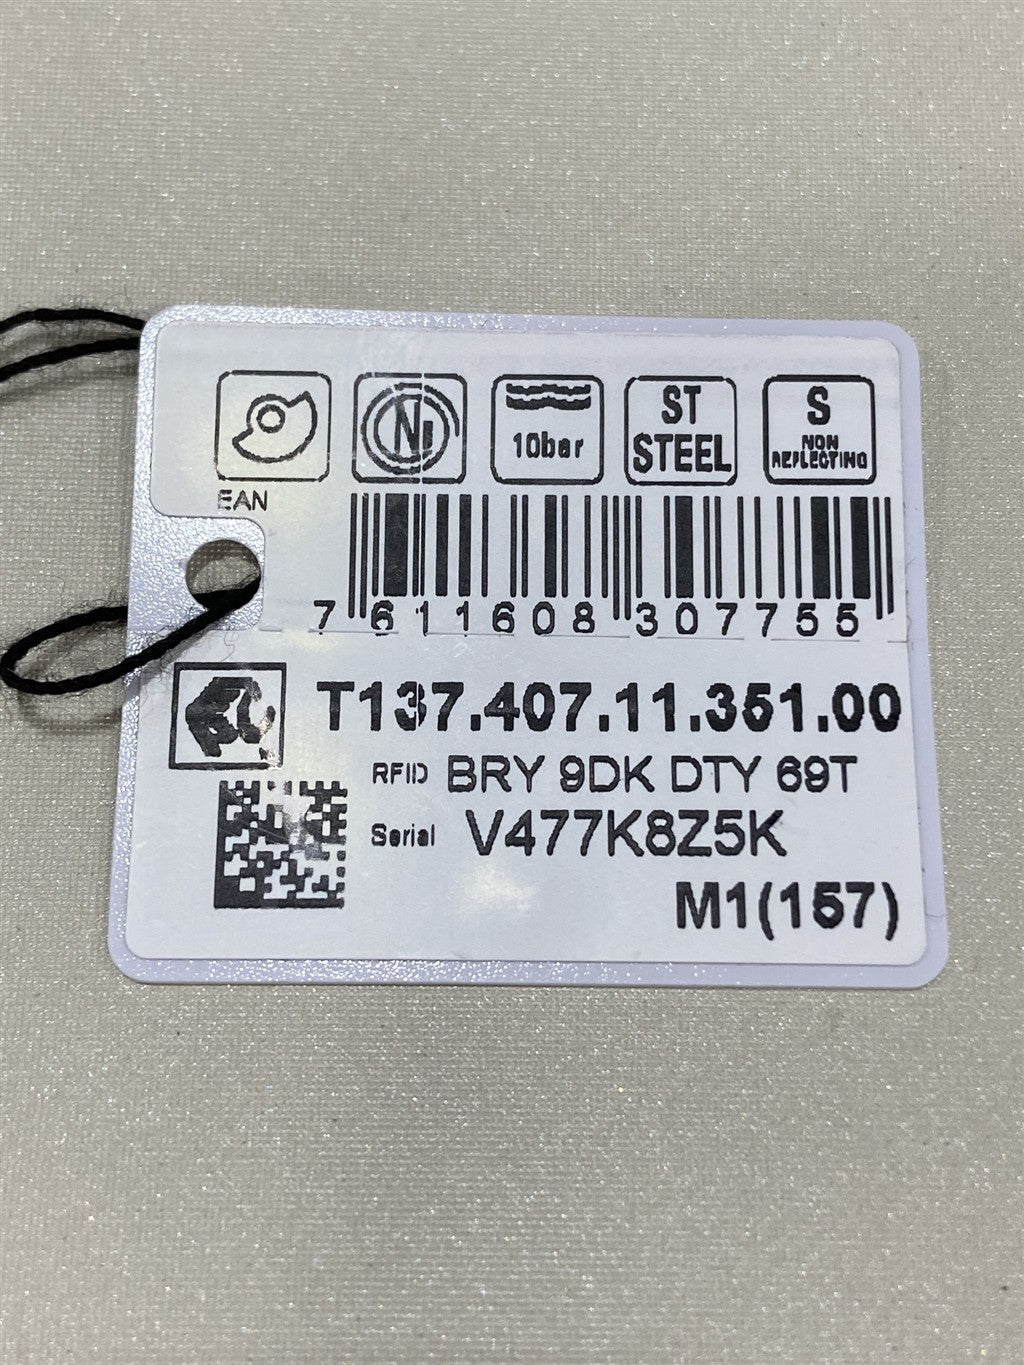 10bar
ST
STEEL
S
NON
REFLECTING
EAN
7 611608 307755
T137.407.11.351.00
RFID BRY 9DK DTY 69T
Serial V477K8Z5K
M1(157)